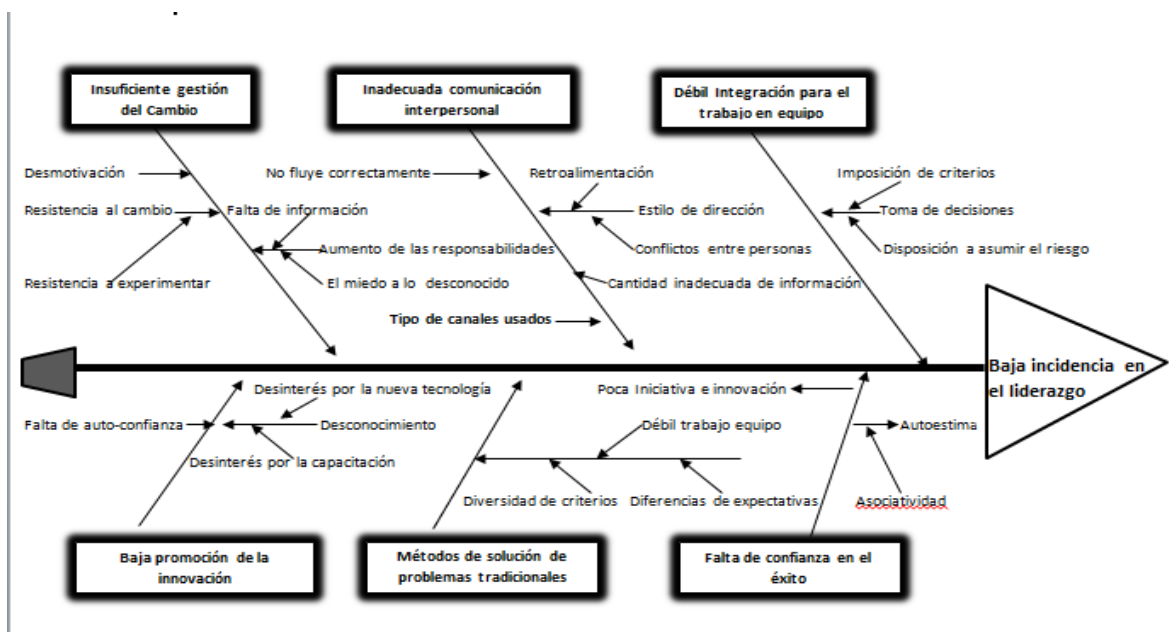 Insuficiente gestión
del Cambio
Inadecuada comunicación
interpersonal
Débil Integración para el
trabajo en equipo
Desmotivación
No fluye correctamente
Retroalimentación
Imposición de criterios
Resistencia al cambio
Falta de información
Estilo de dirección
Toma de decisiones
Aumento de las responsabilidades
Conflictos entre personas
Disposición a asumir el riesgo
Resistencia a experimentar
El miedo a lo desconocido
Cantidad inadecuada de información
Tipo de canales usados
Baja incidencia en
el liderazgo
Desinterés por la nueva tecnología
Poca Iniciativa e innovación
Falta de auto-confianza
Desconocimiento
Débil trabajo equipo
Autoestima
Desinterés por la capacitación
Diversidad de criterios
Diferencias de expectativas
Asociatividad
Baja promoción de la
innovación
Métodos de solución de
problemas tradicionales
Falta de confianza en el
éxito